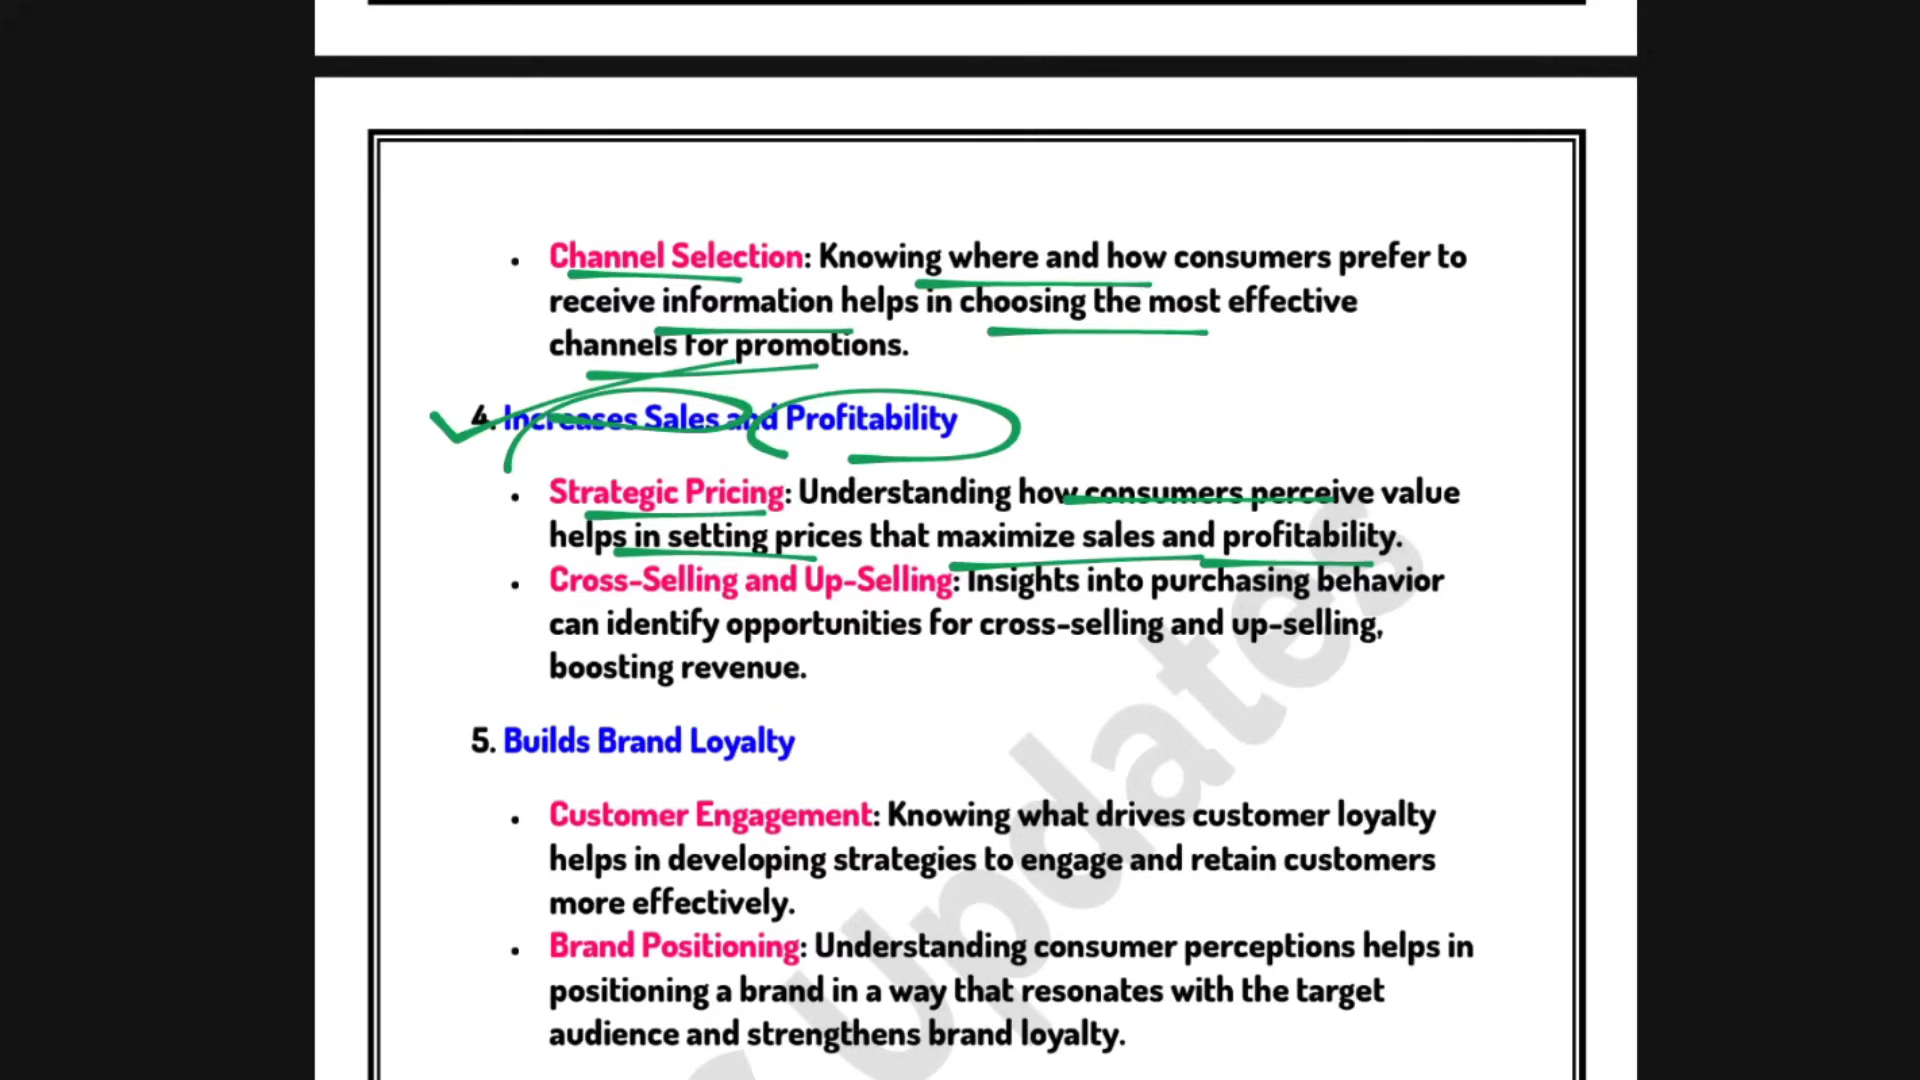 • Channel Selection: Knowing where and how consumers prefer to
receive information helps in choosing the most effective
channels for promotions.
4. Increases Sales and Profitability
• Strategic Pricing: Understanding how consumers perceive value
helps in setting prices that maximize sales and profitability.
• Cross-Selling and Up-Selling: Insights into purchasing behavior
can identify opportunities for cross-selling and up-selling,
boosting revenue.
5. Builds Brand Loyalty
• Customer Engagement: Knowing what drives customer loyalty
helps in developing strategies to engage and retain customers
more effectively.
• Brand Positioning: Understanding consumer perceptions helps in
positioning a brand in a way that resonates with the target
audience and strengthens brand loyalty.
Updates